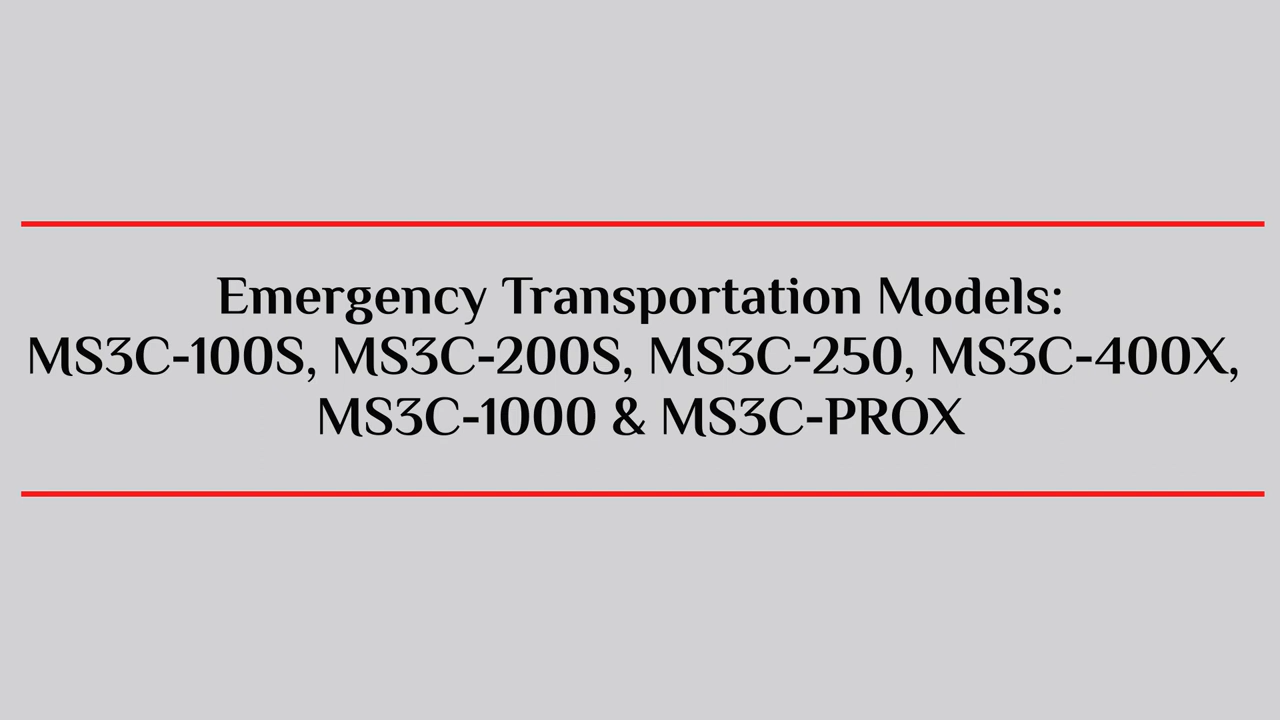 Emergency Transportation Models:
MS3C-100S, MS3C-200S, MS3C-250, MS3C-400X,
MS3C-1000 & MS3C-PROX